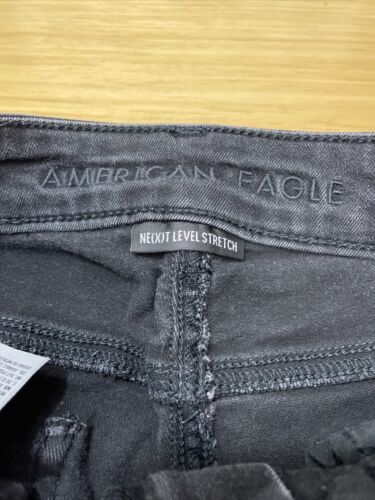 AMERICAN EAGLE
NE(X)T LEVEL STRETCH